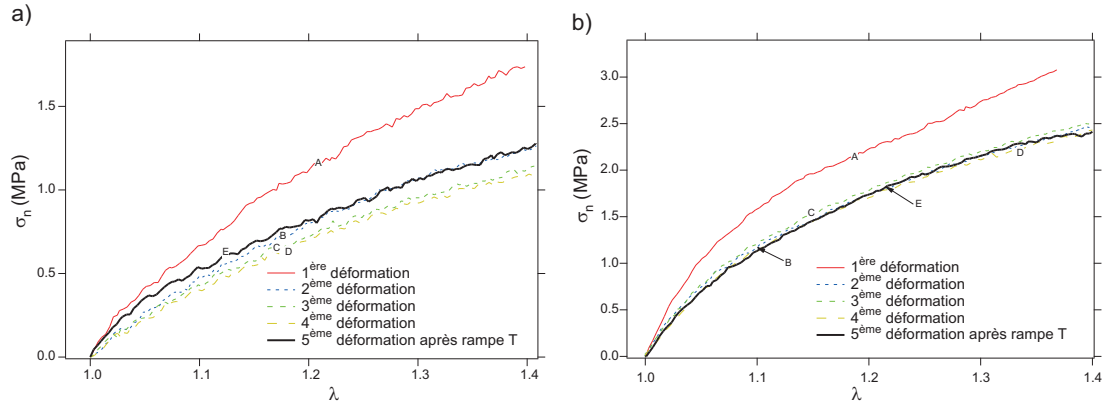 a)
σn (MPa)
1.5
1.0
0.5
0.0
A
B
C
D
E
1ère déformation
2ème déformation
3ème déformation
4ème déformation
5ème déformation après rampe T
1.0 1.1 1.2 1.3 1.4
λ
b)
σn (MPa)
3.0
2.5
2.0
1.5
1.0
0.5
0.0
A
C
D
E
B
1ère déformation
2ème déformation
3ème déformation
4ème déformation
5ème déformation après rampe T
1.0 1.1 1.2 1.3 1.4
λ